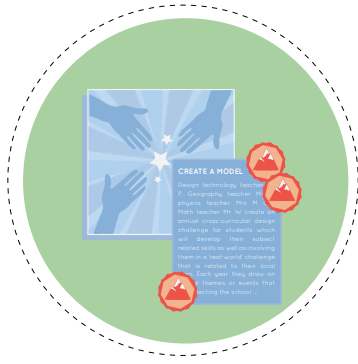 CREATE A MODEL
Design technology teacher
P, Geography teacher Mr
physics teacher Mrs M
Math teacher Mr W create an
annual cross-curricular design
challenge for students which
will develop their subject
related skills as well as involving
them in a 'real-world' challenge
that is related to their local
Each year they draw on
themes or events that
the school ...